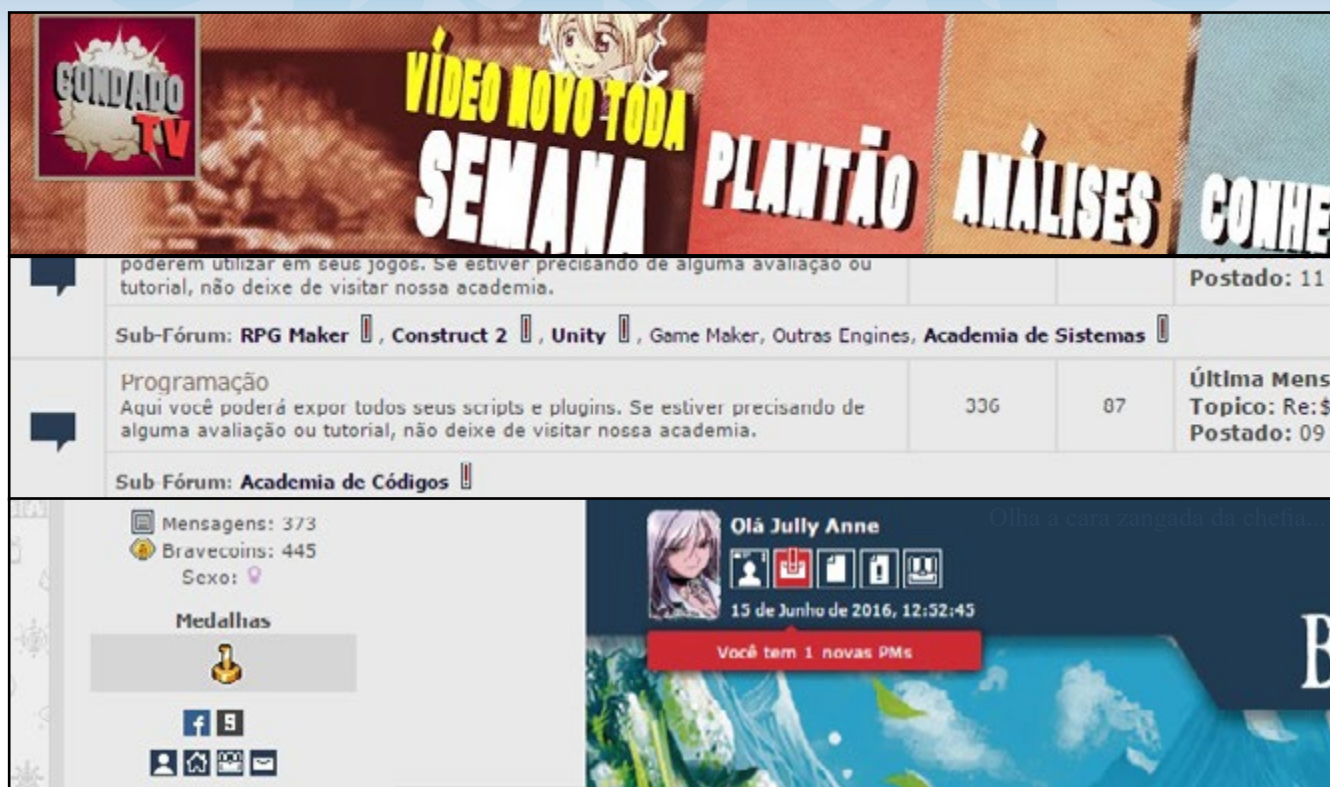 CONDADO
TV
VÍDEO NOVO TODA
SEMANA
PLANTÃO
ANÁLISES
CONHE
poderem utilizar em seus jogos. Se estiver precisando de alguma avaliação ou
tutorial, não deixe de visitar nossa academia.
Postado: 11
Sub-Fórum: RPG Maker , Construct 2 , Unity , Game Maker, Outras Engines, Academia de Sistemas
Programação
Aqui você poderá expor todos seus scripts e plugins. Se estiver precisando de
alguma avaliação ou tutorial, não deixe de visitar nossa academia.
336
87
Última Mens
Topico: Re:$
Postado: 09
Sub-Fórum: Academia de Códigos
Mensagens: 373
Bravecoins: 445
Sexo:
Medalhas
Olá Jully Anne
Olha a cara zangada da chefia...
15 de Junho de 2016, 12:52:45
Você tem 1 novas PMs
B